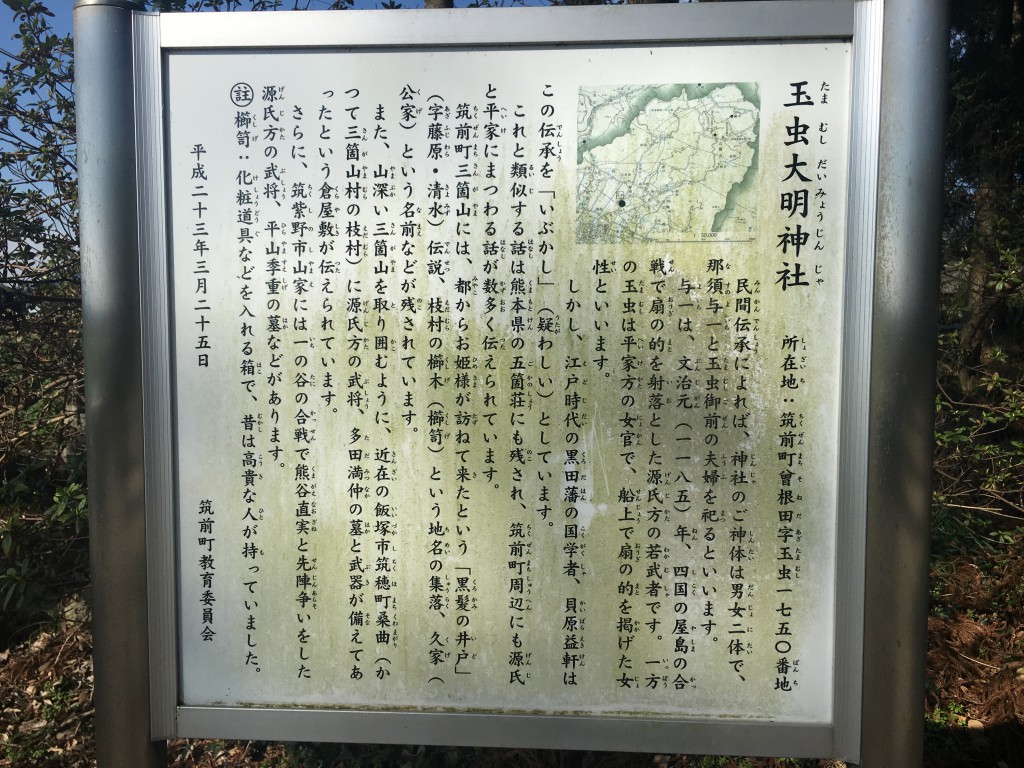 玉虫大明神社
所在地：筑前町曾根田字玉虫一七五〇番地
民間伝承によれば、神社のご神体は男女二体で、
那須与一と玉虫御前の夫婦を祀るといいます。
与一は、文治元（一一八五）年、四国の屋島の合
戦で扇の的を射落とした源氏方の若武者です。一方
の玉虫は平家方の女官で、船上で扇の的を掲げた女
性といいます。
しかし、江戸時代の黒田藩の国学者、貝原益軒は
この伝承を「いぶかし」（疑わしい）としています。
これと類似する話は熊本県の五箇荘にも残され、筑前町周辺にも源氏
と平家にまつわる話が数多く伝えられています。
筑前町三箇山には、都からお姫様が訪ねて来たという「黒髪の井戸」
（字藤原・清水）伝説、枝村の櫛木（櫛笥）という地名の集落、久家（
公家）という名前などが残されています。
また、山深い三箇山を取り囲むように、近在の飯塚市筑穂町桑曲（か
つて三箇山村の枝村）に源氏方の武将、多田満仲の墓と武器が備えてあ
ったという倉屋敷が伝えられています。
さらに、筑紫野市山家には一の谷の合戦で熊谷直実と先陣争いをした
源氏方の武将、平山季重の墓などがあります。
註 櫛笥：化粧道具などを入れる箱で、昔は高貴な人が持っていました。
平成二十三年三月二十五日
筑前町教育委員会
1：50,000